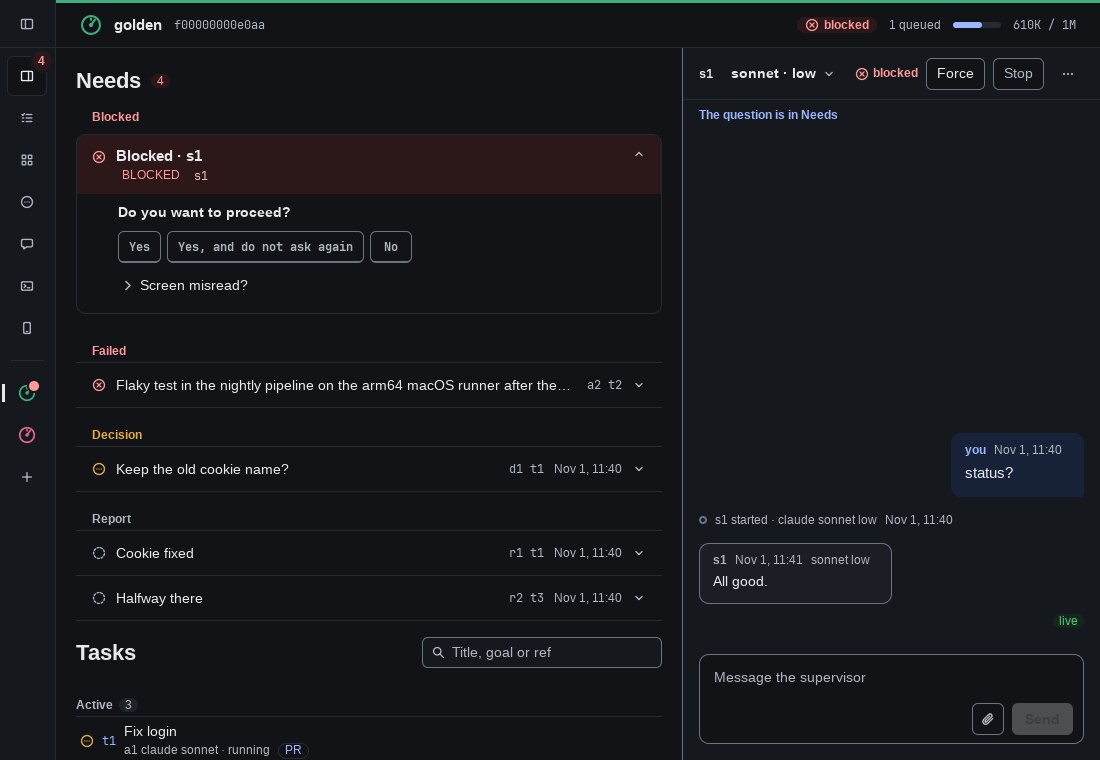 golden f00000000e0aa
blocked 1 queued 610K / 1M
4
Needs 4
Blocked
Blocked · s1
BLOCKED s1
Do you want to proceed?
Yes
Yes, and do not ask again
No
Screen misread?
Failed
Flaky test in the nightly pipeline on the arm64 macOS runner after the… a2 t2
Decision
Keep the old cookie name? d1 t1 Nov 1, 11:40
Report
Cookie fixed r1 t1 Nov 1, 11:40
Halfway there r2 t3 Nov 1, 11:40
Tasks
Title, goal or ref
Active 3
t1 Fix login
a1 claude sonnet · running PR
s1 sonnet · low blocked Force Stop
The question is in Needs
you Nov 1, 11:40
status?
s1 started · claude sonnet low Nov 1, 11:40
s1 Nov 1, 11:41 sonnet low
All good.
live
Message the supervisor
Send